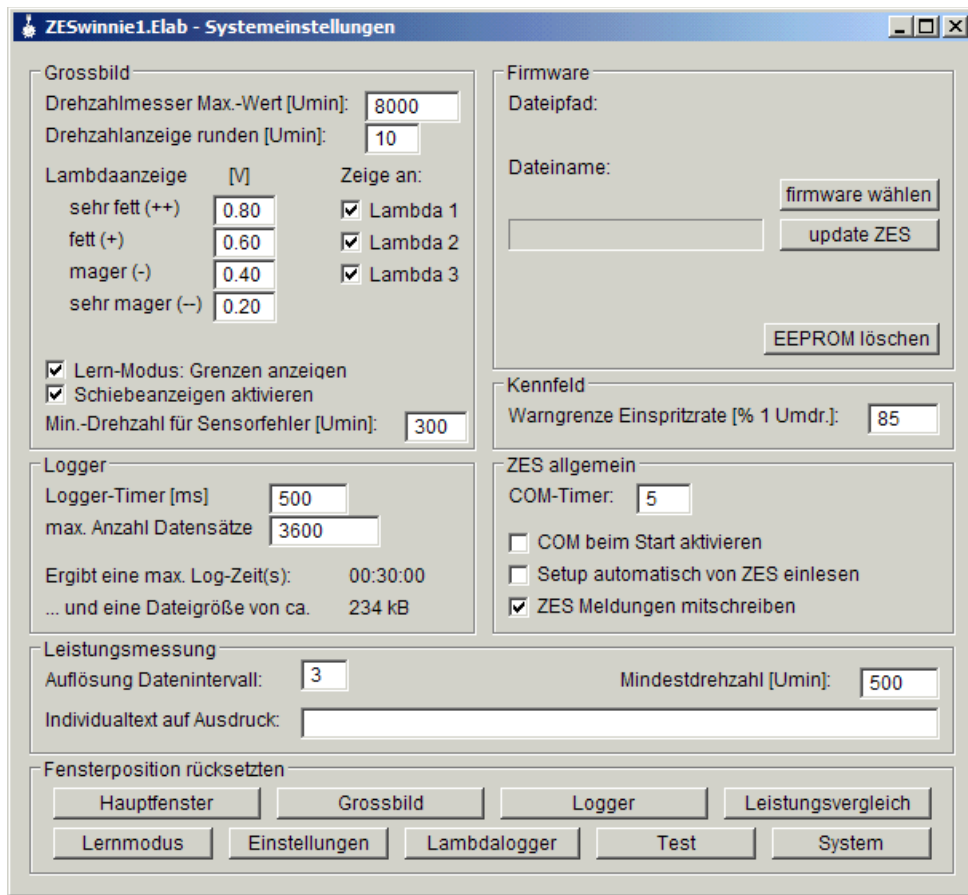 ZESwinnie1.Elab - Systemeinstellungen
Grossbild
Drehzahlmesser Max.-Wert [Umin]: 8000
Drehzahlanzeige runden [Umin]: 10
Lambdaanzeige [V] Zeige an:
sehr fett (++) 0.80 Lambda 1
fett (+) 0.60 Lambda 2
mager (-) 0.40 Lambda 3
sehr mager (--) 0.20
Lern-Modus: Grenzen anzeigen
Schiebeanzeigen aktivieren
Min.-Drehzahl für Sensorfehler [Umin]: 300
Firmware
Dateipfad:
Dateiname:
firmware wählen
update ZES
EEPROM löschen
Kennfeld
Warngrenze Einspritzrate [% 1 Umdr.]: 85
Logger
Logger-Timer [ms] 500
max. Anzahl Datensätze 3600
Ergibt eine max. Log-Zeit(s): 00:30:00
... und eine Dateigröße von ca. 234 kB
ZES allgemein
COM-Timer: 5
COM beim Start aktivieren
Setup automatisch von ZES einlesen
ZES Meldungen mitschreiben
Leistungsmessung
Auflösung Datenintervall: 3 Mindestdrehzahl [Umin]: 500
Individualtext auf Ausdruck:
Fensterposition rücksetzten
Hauptfenster Grossbild Logger Leistungsvergleich
Lernmodus Einstellungen Lambdalogger Test System